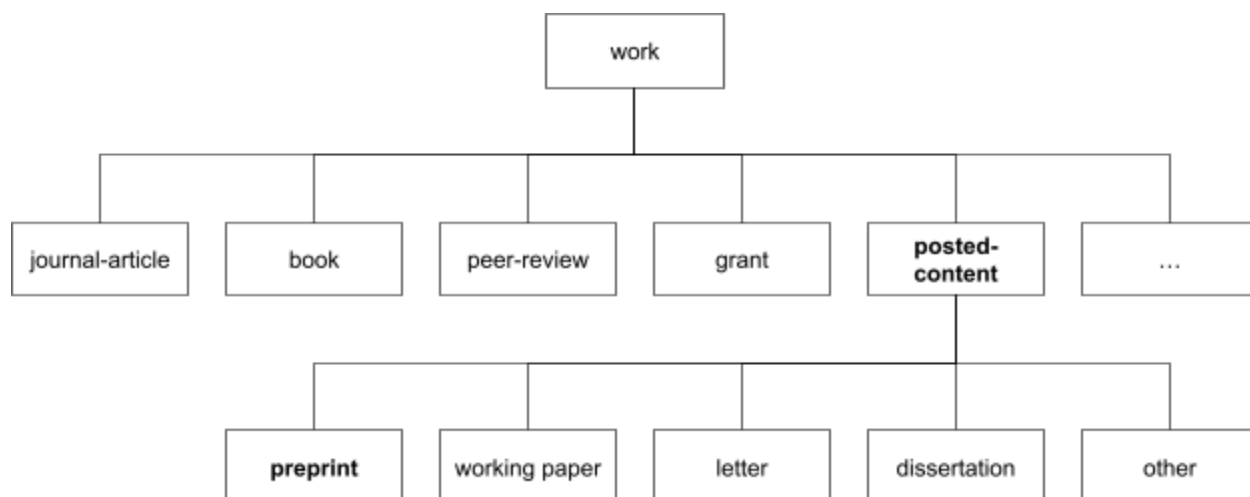 work
journal-article
book
peer-review
grant
posted-
content
…
preprint
working paper
letter
dissertation
other